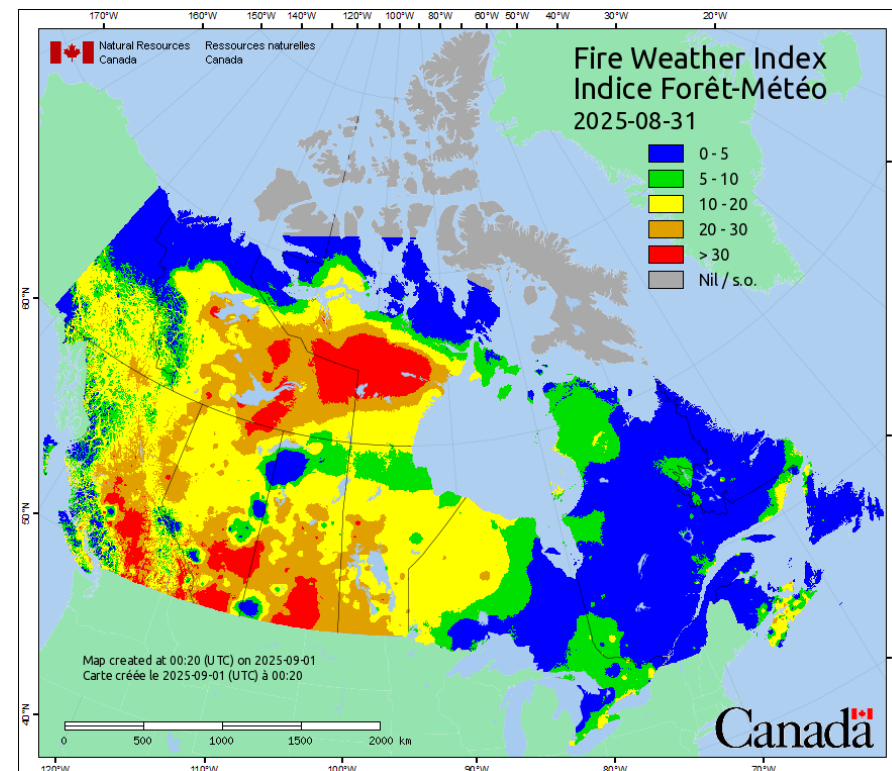 170°W 160°W 150°W 140°W 120°W 100°W 80°W 60°W 50°W 40°W 30°W 20°W
Natural Resources Ressources naturelles
Canada Canada
Fire Weather Index
Indice Forêt-Météo
2025-08-31
0 - 5
5 - 10
10 - 20
20 - 30
> 30
Nil / s.o.
60°N
50°N
40°N
Map created at 00:20 (UTC) on 2025-09-01
Carte créée le 2025-09-01 (UTC) à 00:20
0 500 1000 1500 2000 km
Canada
120°W 110°W 100°W 90°W 80°W 70°W